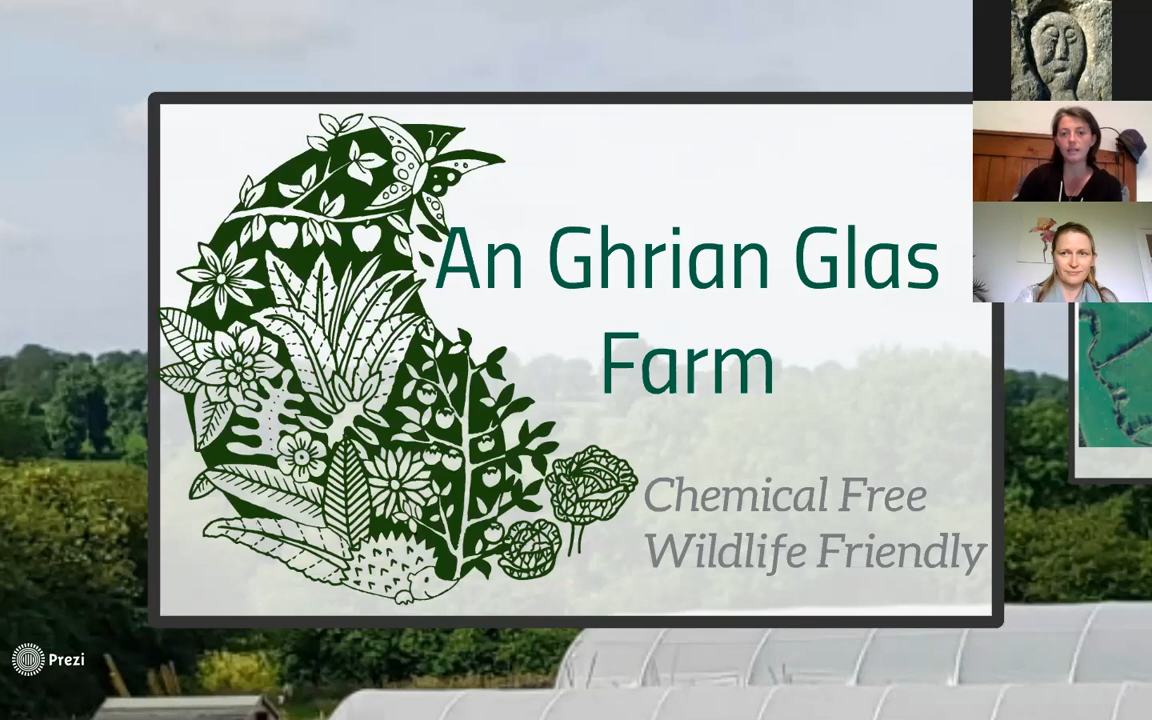 An Ghrian Glas
Farm
Chemical Free
Wildlife Friendly
Prezi